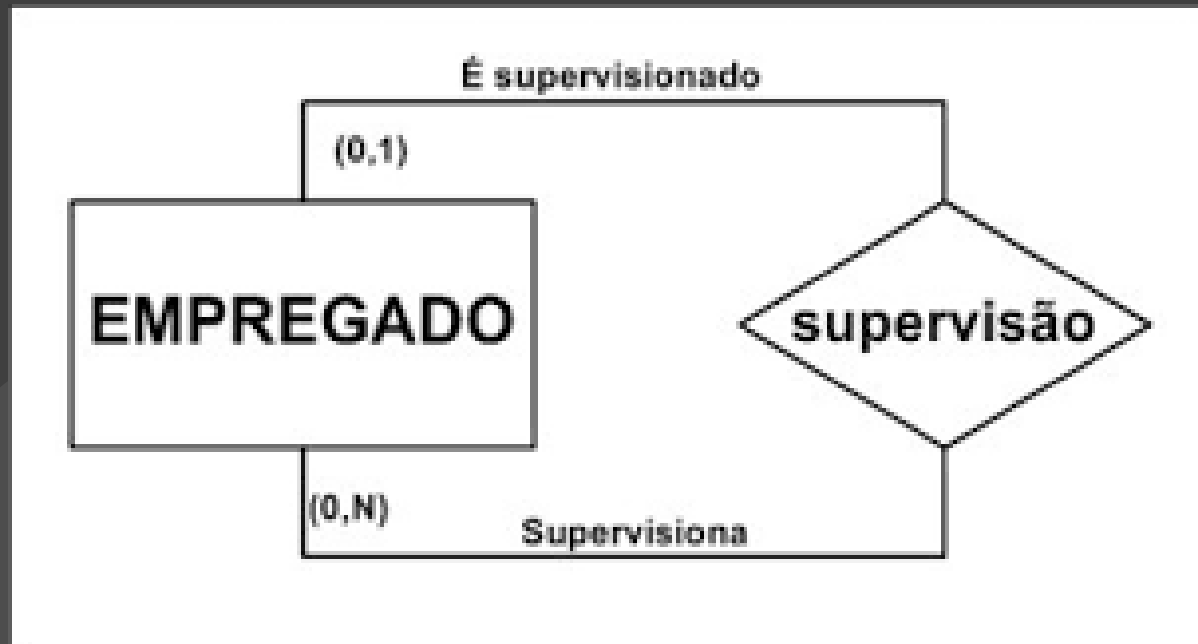 É supervisionado
(0,1)
EMPREGADO
supervisão
(0,N)
Supervisiona